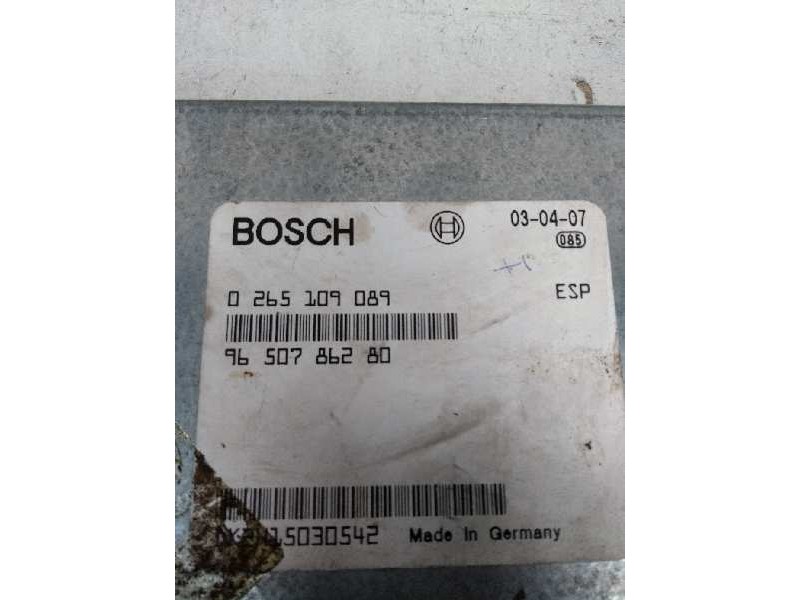 BOSCH 03-04-07
085
0 265 109 089 ESP
96 507 862 80
Made in Germany